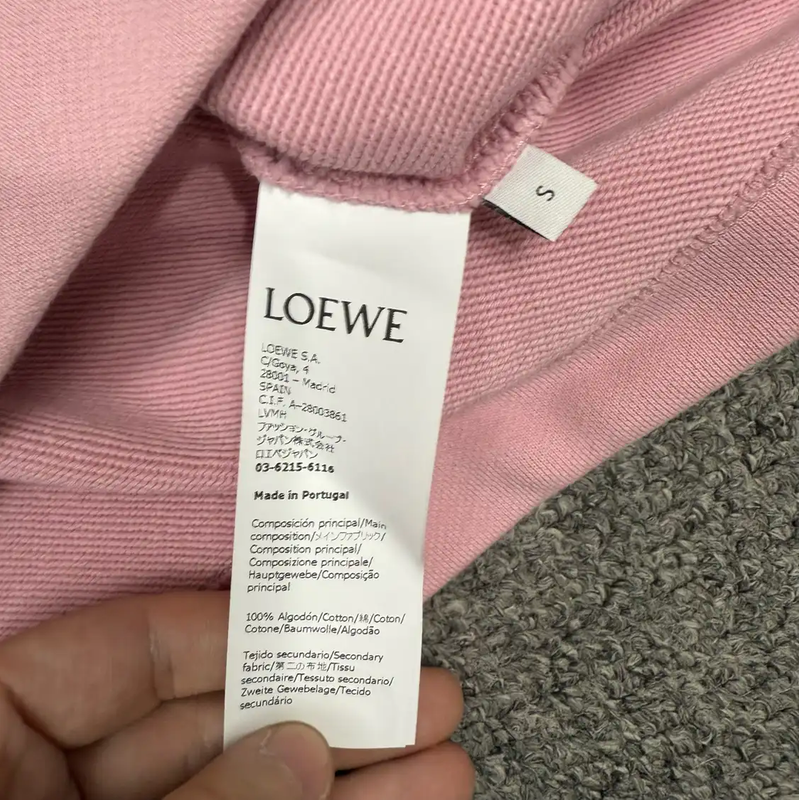 S
LOEWE
LOEWE S.A.
C/Goya, 4
28001 - Madrid
SPAIN
C.I.F. A-28003861
LVMH
ファッション・グループ・
ジャパン株式会社
ロエベジャパン
03-6215-6116
Made in Portugal
Composición principal/Main
composition/メインファブリック/
Composition principal/
Composizione principale/
Hauptgewebe/Composição
principal
100% Algodón/Cotton/綿/Coton/
Cotone/Baumwolle/Algodão
Tejido secundario/Secondary
fabric/第二の布地/Tissu
secondaire/Tessuto secondario/
Zweite Gewebelage/Tecido
secundário